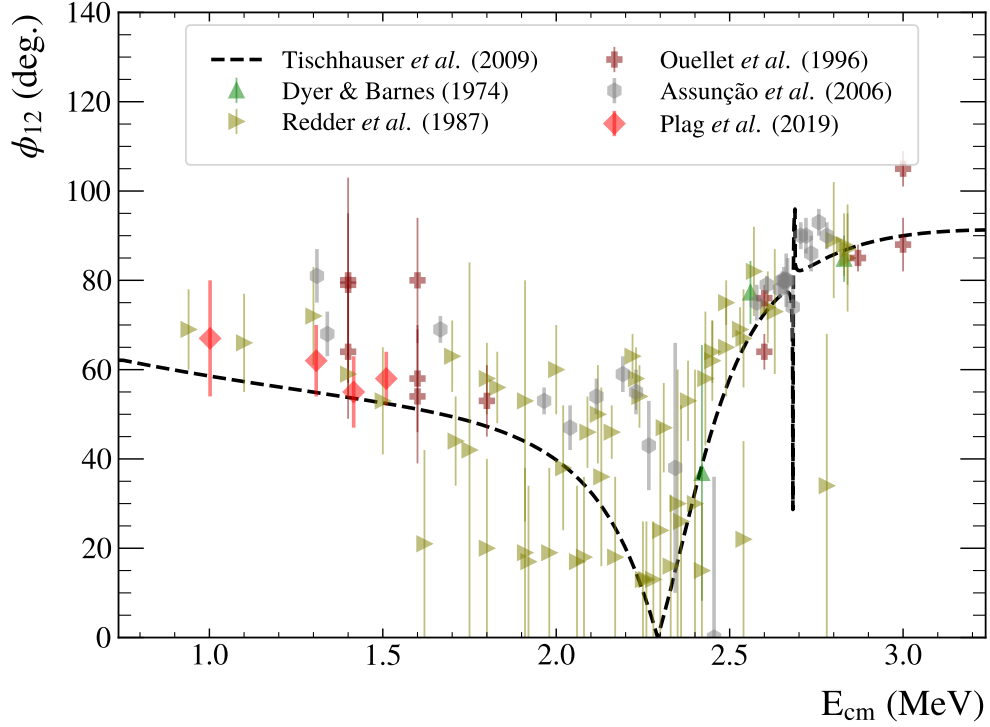 140
120
100
80
60
40
20
0
ϕ12 (deg.)
Tischhauser et al. (2009)
Dyer & Barnes (1974)
Redder et al. (1987)
Ouellet et al. (1996)
Assunção et al. (2006)
Plag et al. (2019)
1.0 1.5 2.0 2.5 3.0
Ecm (MeV)